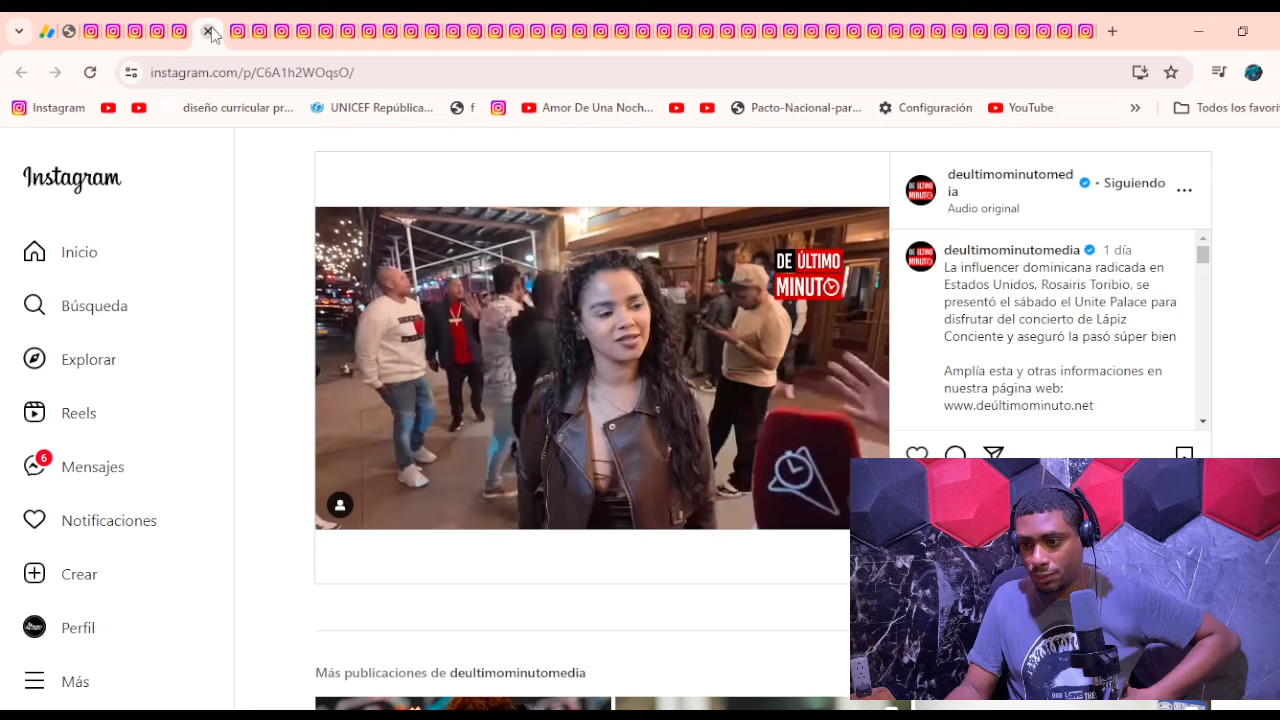 instagram.com/p/C6A1h2WOqsO/
Instagram
diseño curricular pr...
UNICEF Repúblic​a...
f
Amor De Una Noch...
Pacto-Nacional-par...
Configuración
YouTube
Todos los favori
Instagram
Inicio
Búsqueda
Explorar
Reels
6
Mensajes
Notificaciones
Crear
Perfil
Más
DE ÚLTIMO
MINUTO
deultimominutomed
ia
• Siguiendo
Audio original
deultimominutomedia 1 día
La influencer dominicana radicada en
Estados Unidos, Rosairis Toribio, se
presentó el sábado el Unite Palace para
disfrutar del concierto de Lápiz
Conciente y aseguró la pasó súper bien
Amplía esta y otras informaciones en
nuestra página web:
www.deúltimominuto.net
Más publicaciones de deultimominutomedia